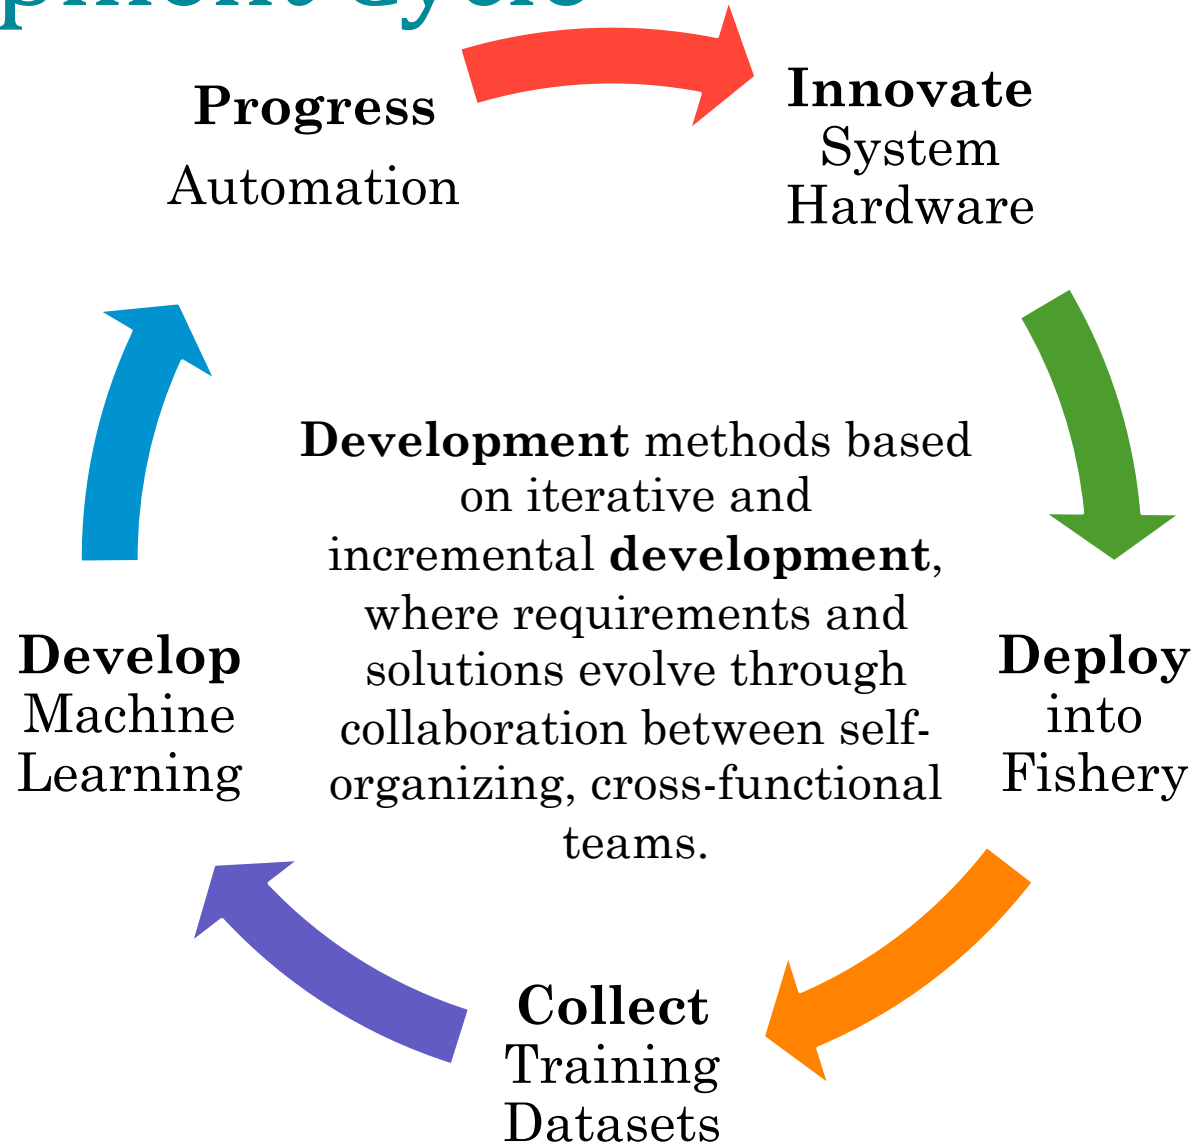 Progress
Automation
Innovate
System
Hardware
Development methods based
on iterative and
incremental development,
where requirements and
solutions evolve through
collaboration between self-
organizing, cross-functional
teams.
Develop
Machine
Learning
Deploy
into
Fishery
Collect
Training
Datasets